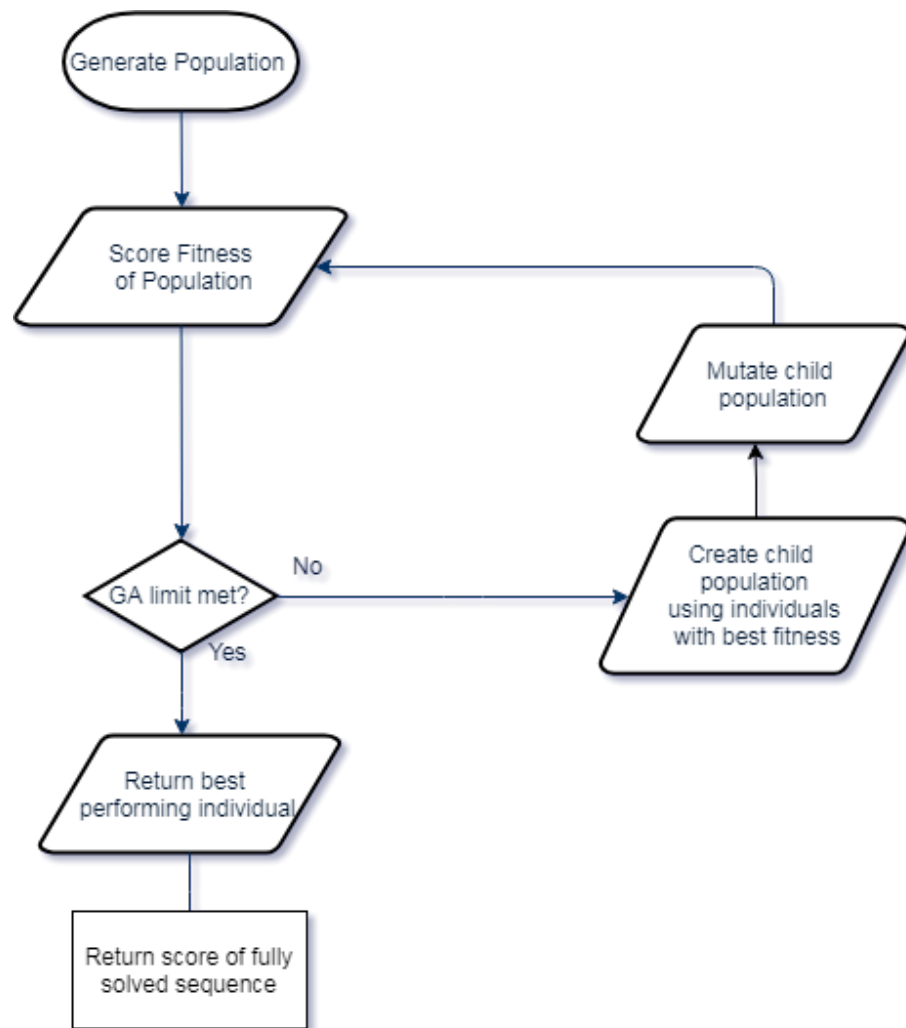 Generate Population
Score Fitness
of Population
Mutate child
population
GA limit met?
No
Create child
population
using individuals
with best fitness
Yes
Return best
performing individual
Return score of fully
solved sequence